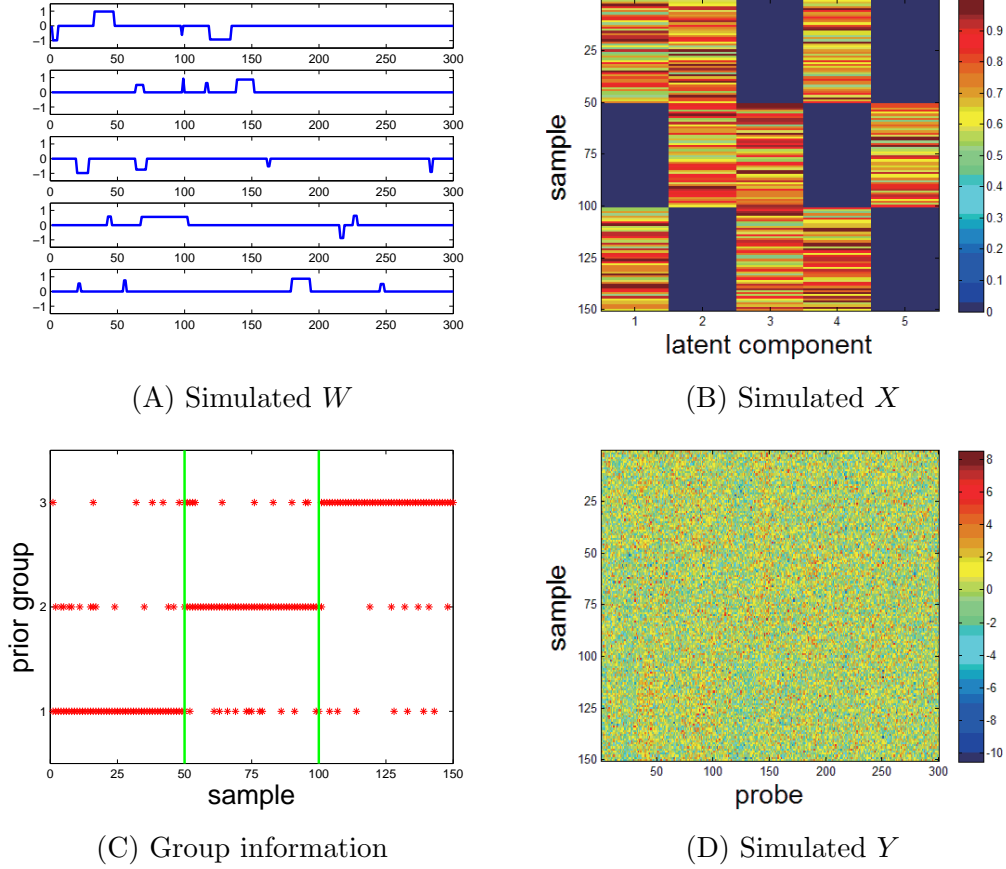 1
0
−1
0 50 100 150 200 250 300
1
0
−1
0 50 100 150 200 250 300
1
0
−1
0 50 100 150 200 250 300
1
0
−1
0 50 100 150 200 250 300
1
0
−1
0 50 100 150 200 250 300
(A) Simulated W
sample
25
50
75
100
125
150
1 2 3 4 5
latent component
0.9
0.8
0.7
0.6
0.5
0.4
0.3
0.2
0.1
0
(B) Simulated X
prior group
3
2
1
0 25 50 75 100 125 150
sample
(C) Group information
sample
25
50
75
100
125
150
50 100 150 200 250 300
probe
8
6
4
2
0
-2
-4
-6
-8
-10
(D) Simulated Y